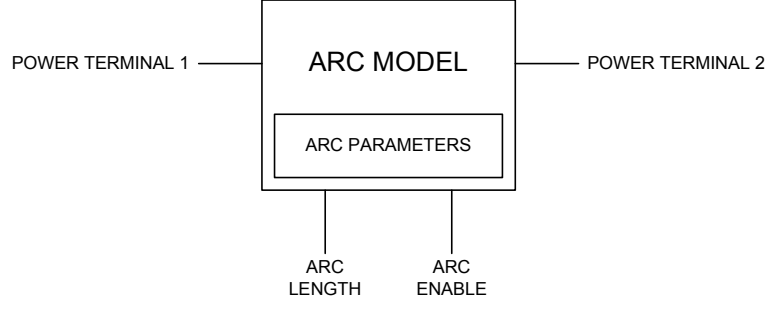 POWER TERMINAL 1
ARC MODEL
POWER TERMINAL 2
ARC PARAMETERS
ARC
LENGTH
ARC
ENABLE